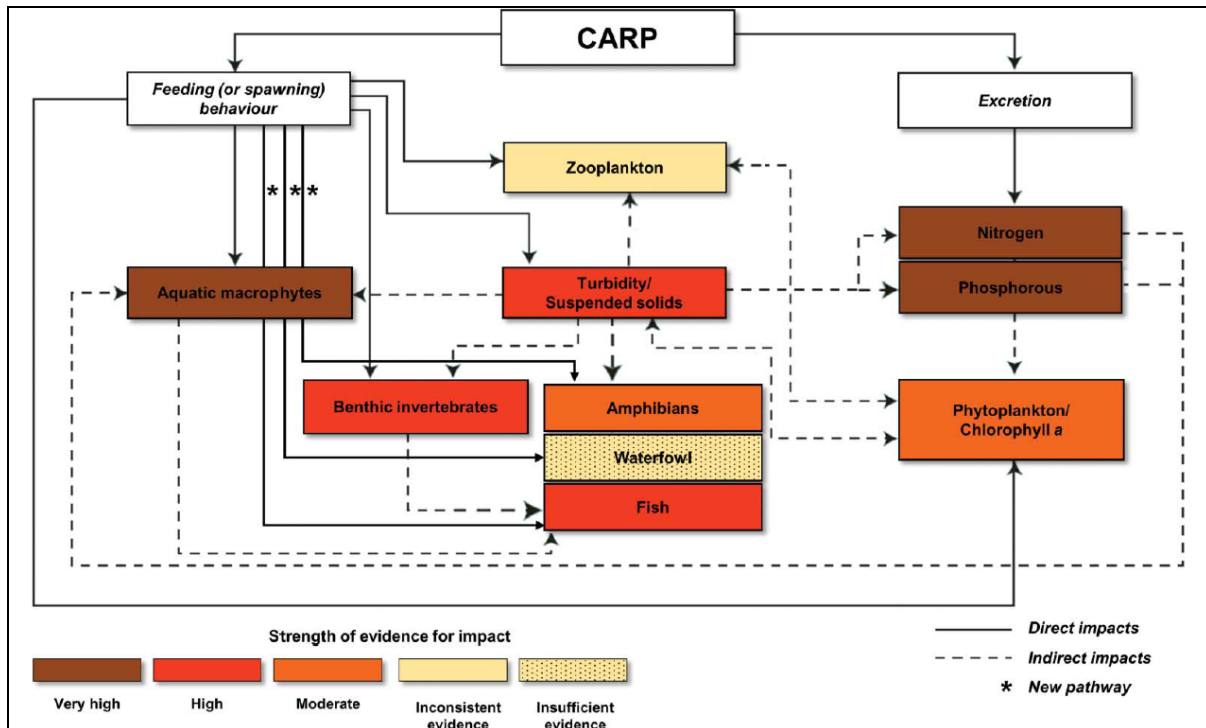 CARP
Feeding (or spawning)
behaviour
Excretion
Zooplankton
* **
Nitrogen
Aquatic macrophytes
Turbidity/
Suspended solids
Phosphorous
Benthic invertebrates
Amphibians
Phytoplankton/
Chlorophyll a
Waterfowl
Fish
Strength of evidence for impact
Very high
High
Moderate
Inconsistent
evidence
Insufficient
evidence
Direct impacts
Indirect impacts
* New pathway